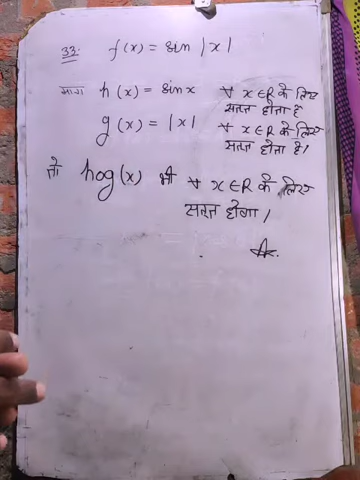 33. f(x) = sin |x|
माना h(x) = sin x ∀ x∈R के लिए
सतत होता है
g(x) = |x| ∀ x∈R के लिए
सतत होता है।
तो hog(x) भी ∀ x∈R के लिए
सतत होगा।